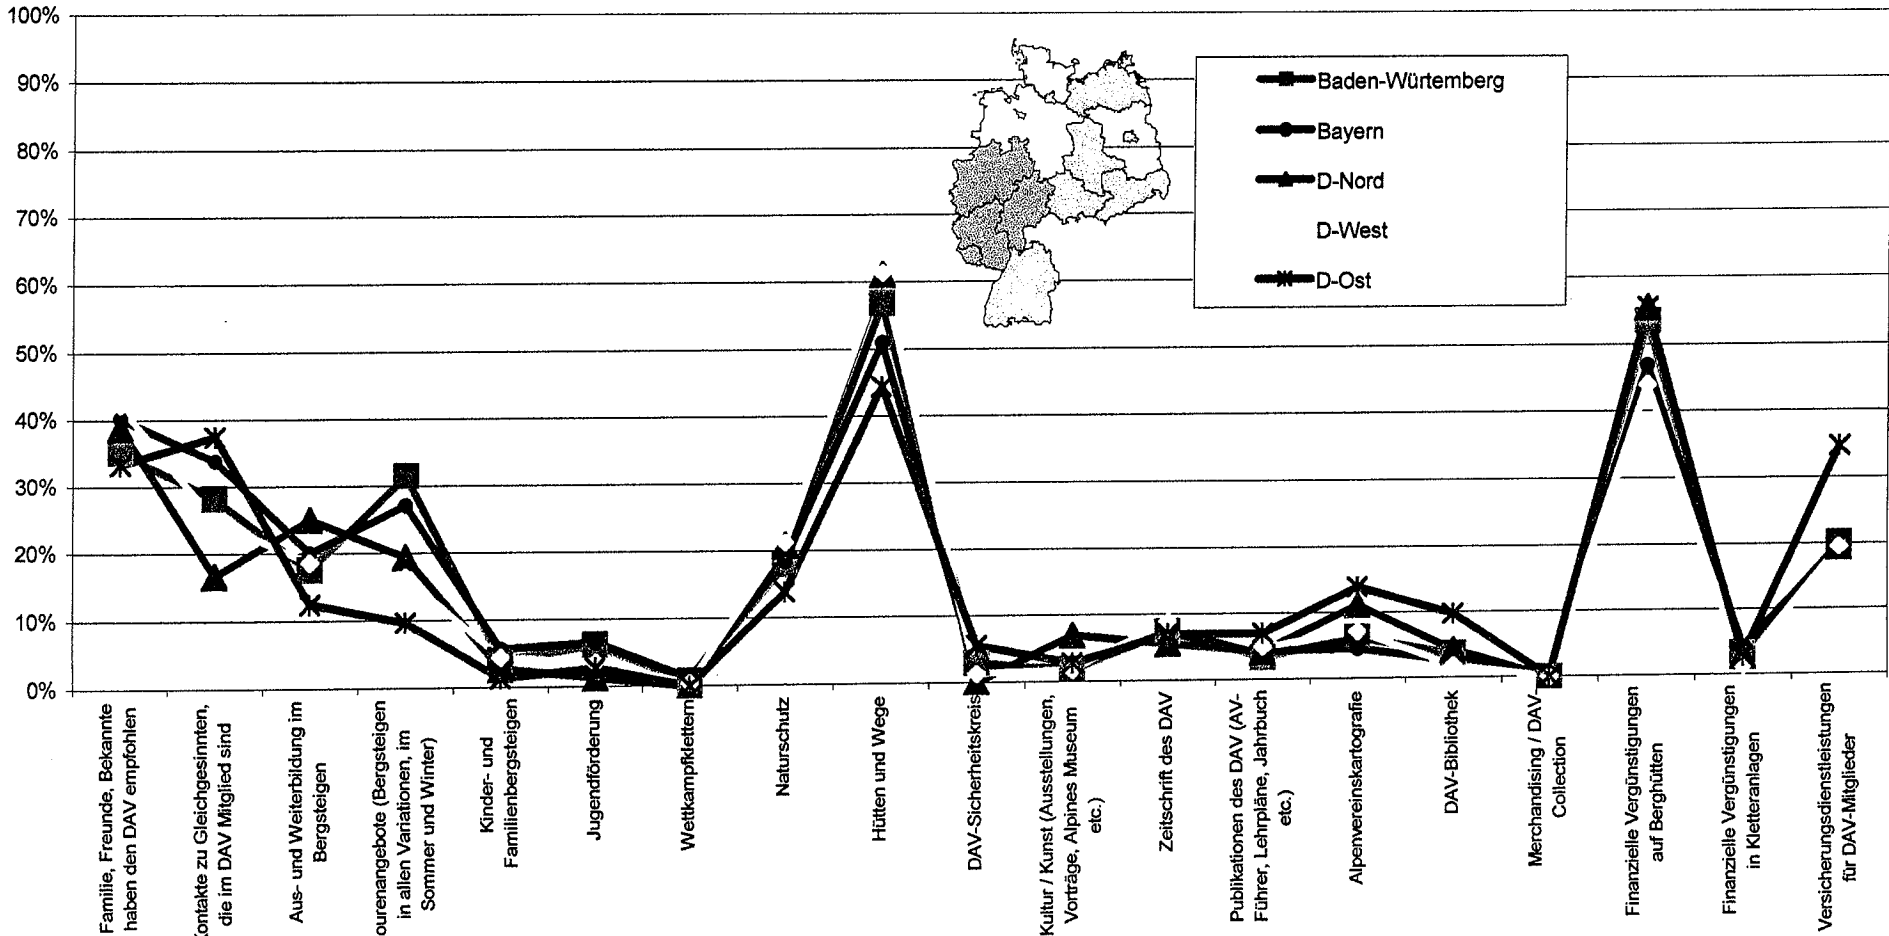 100%
90%
80%
70%
60%
50%
40%
30%
20%
10%
0%
Baden-Würtemberg
Bayern
D-Nord
D-West
D-Ost
Familie, Freunde, Bekannte
haben den DAV empfohlen
Kontakte zu Gleichgesinnten,
die im DAV Mitglied sind
Aus- und Weiterbildung im
Bergsteigen
ourenangebote (Bergsteigen
in allen Variationen, im
Sommer und Winter)
Kinder- und
Familienbergsteigen
Jugendförderung
Wettkampfklettern
Naturschutz
Hütten und Wege
DAV-Sicherheitskreis
Kultur / Kunst (Ausstellungen,
Vorträge, Alpines Museum
etc.)
Zeitschrift des DAV
Publikationen des DAV (AV-
Führer, Lehrpläne, Jahrbuch
etc.)
Alpenvereinskartografie
DAV-Bibliothek
Merchandising / DAV-
Collection
Finanzielle Vergünstigungen
auf Berghütten
Finanzielle Vergünstigungen
in Kletteranlagen
Versicherungsdienstleistungen
für DAV-Mitglieder